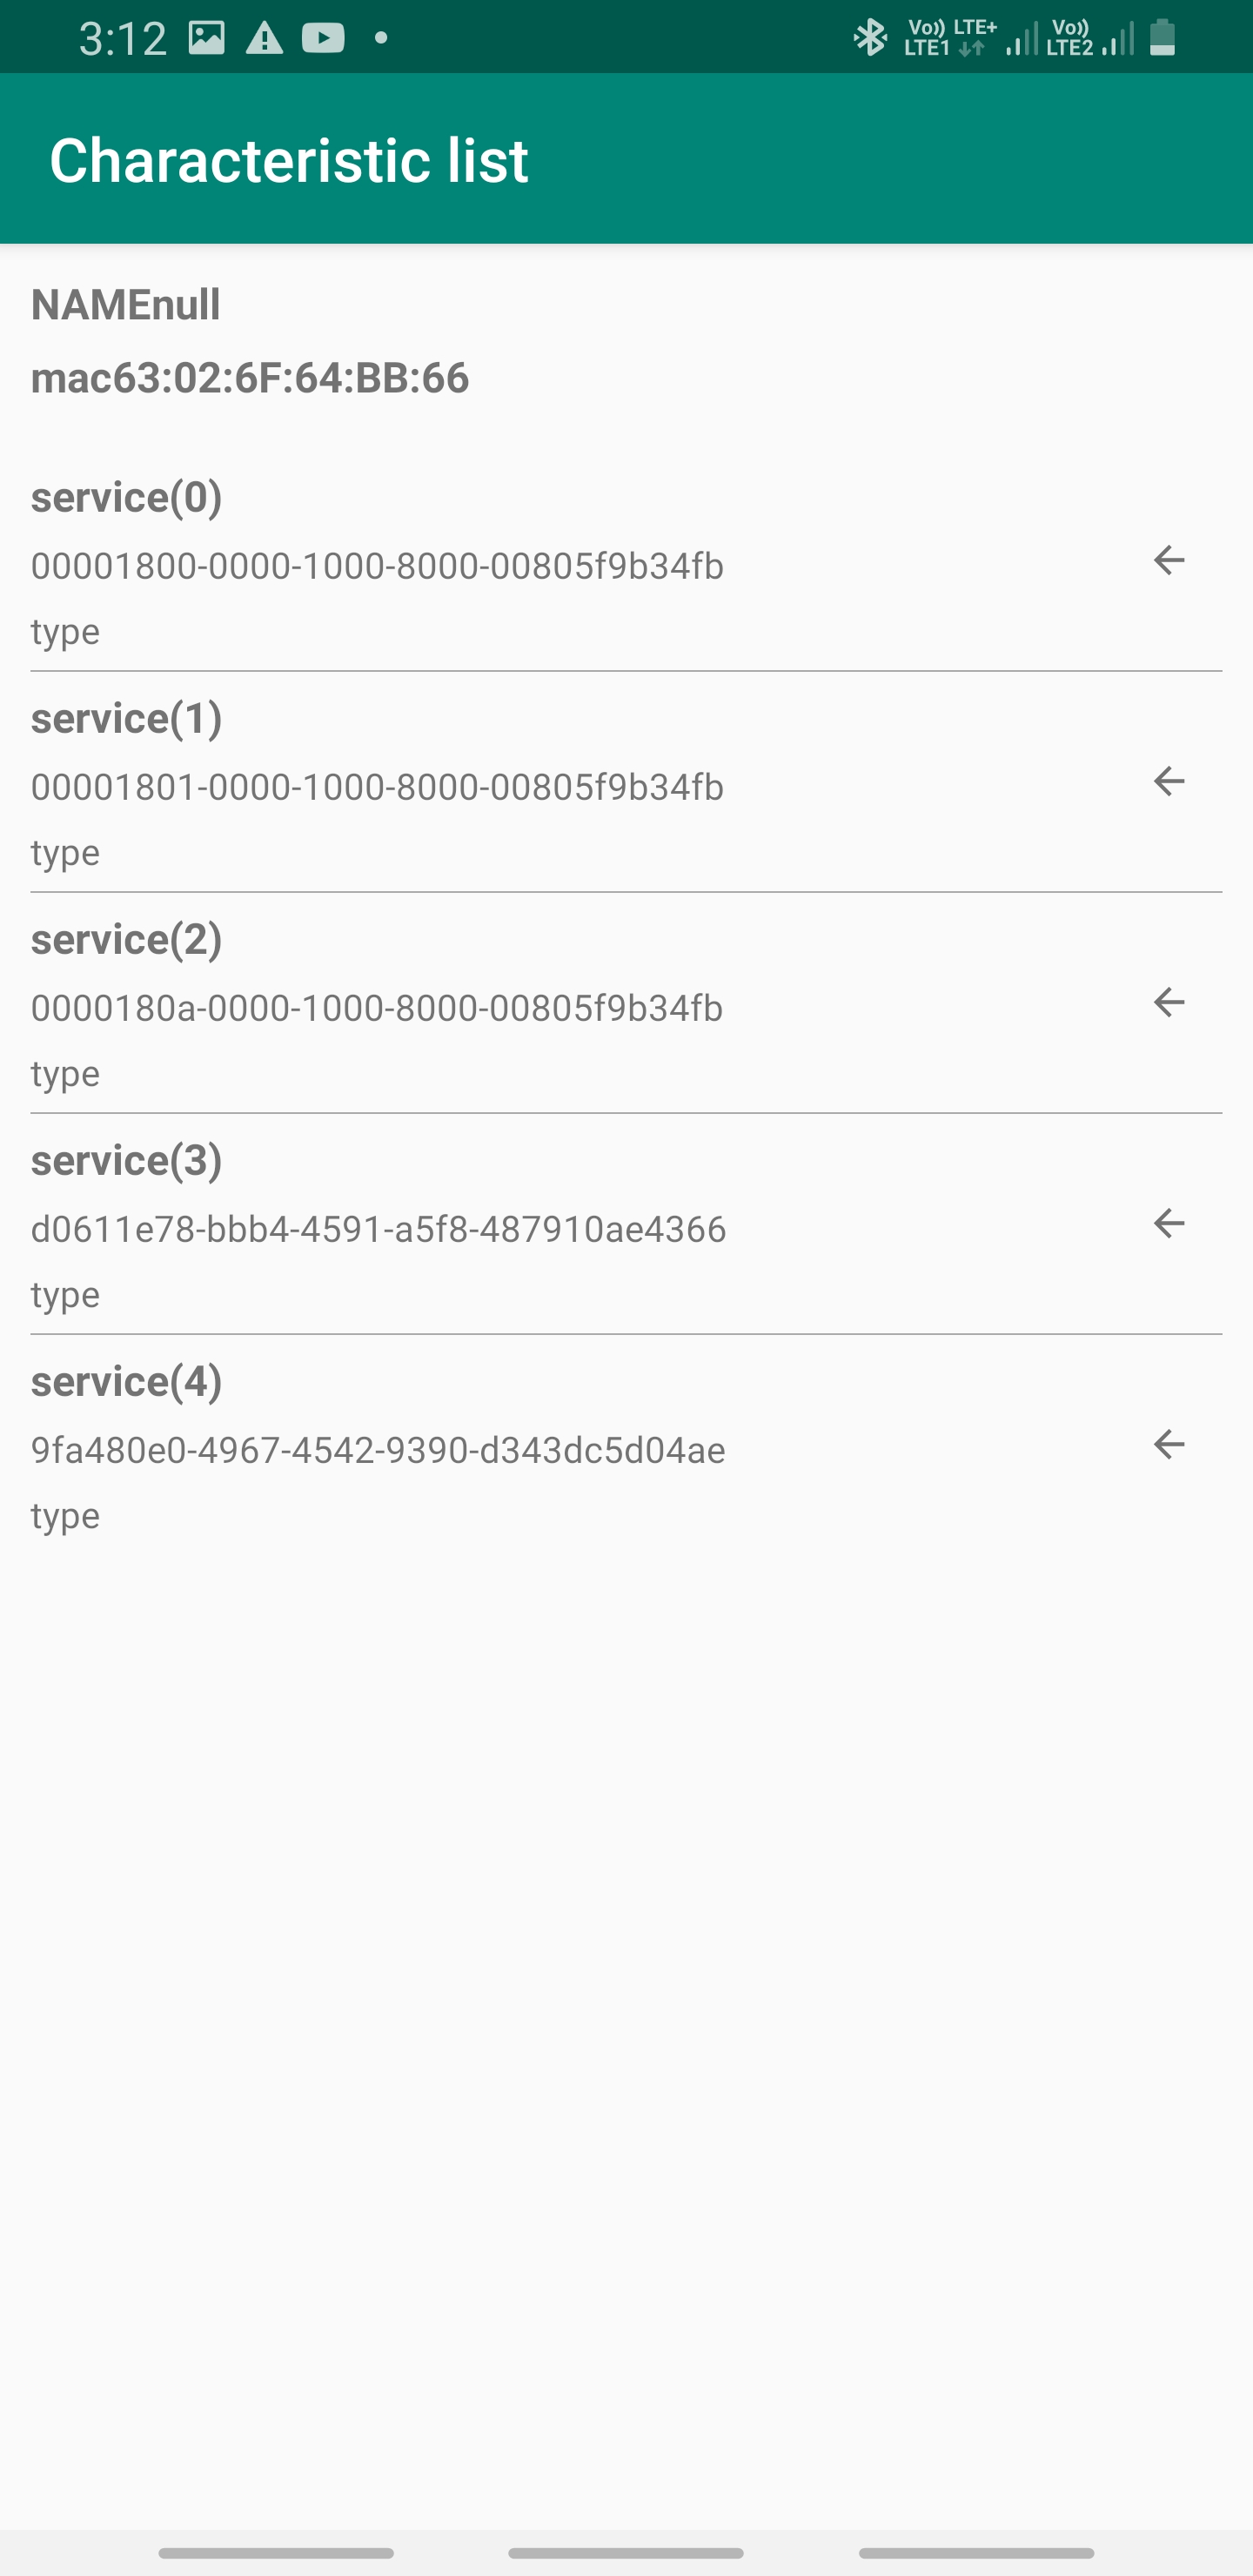 3:12
Vo)) LTE+ Vo))
LTE1 LTE2
Characteristic list
NAMEnull
mac63:02:6F:64:BB:66
service(0)
00001800-0000-1000-8000-00805f9b34fb
type
service(1)
00001801-0000-1000-8000-00805f9b34fb
type
service(2)
0000180a-0000-1000-8000-00805f9b34fb
type
service(3)
d0611e78-bbb4-4591-a5f8-487910ae4366
type
service(4)
9fa480e0-4967-4542-9390-d343dc5d04ae
type